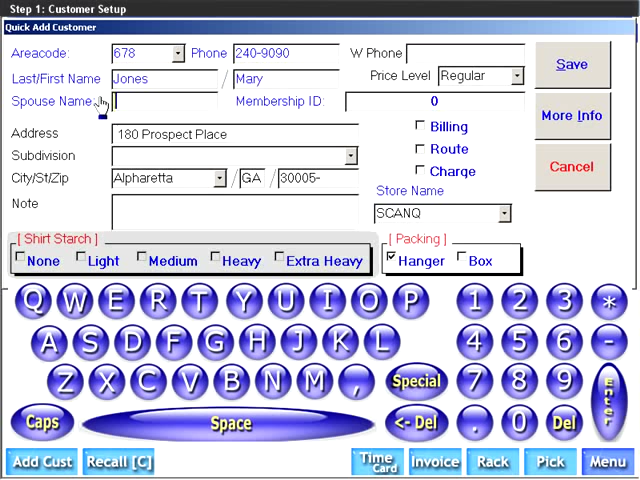 Step 1: Customer Setup
Quick Add Customer
Areacode: 678 Phone 240-9090 W Phone
Last/First Name Jones / Mary Price Level Regular
Spouse Name: Membership ID: 0
Save
More Info
Cancel
Address 180 Prospect Place
Subdivision
City/St/Zip Alpharetta / GA / 30005-
Note
Billing
Route
Charge
Store Name
SCANQ
[ Shirt Starch ]
None Light Medium Heavy Extra Heavy
[ Packing ]
Hanger Box
Q W E R T Y U I O P 1 2 3 *
A S D F G H J K L 4 5 6 -
Z X C V B N M , Special 7 8 9 Enter
Caps Space <- Del . 0 Del
Add Cust Recall [C] Time Card Invoice Rack Pick Menu